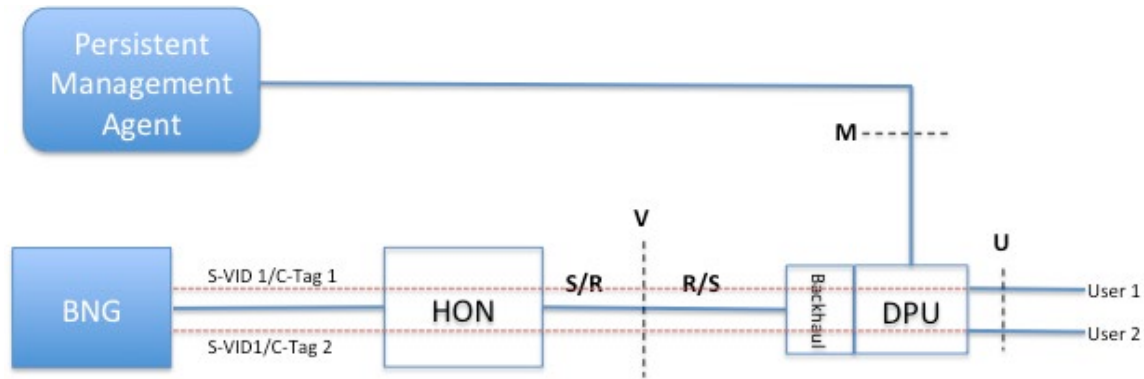 Persistent
Management
Agent
M
V
U
S-VID 1/C-Tag 1
S/R
R/S
BNG
HON
Backhaul
DPU
User 1
User 2
S-VID1/C-Tag 2